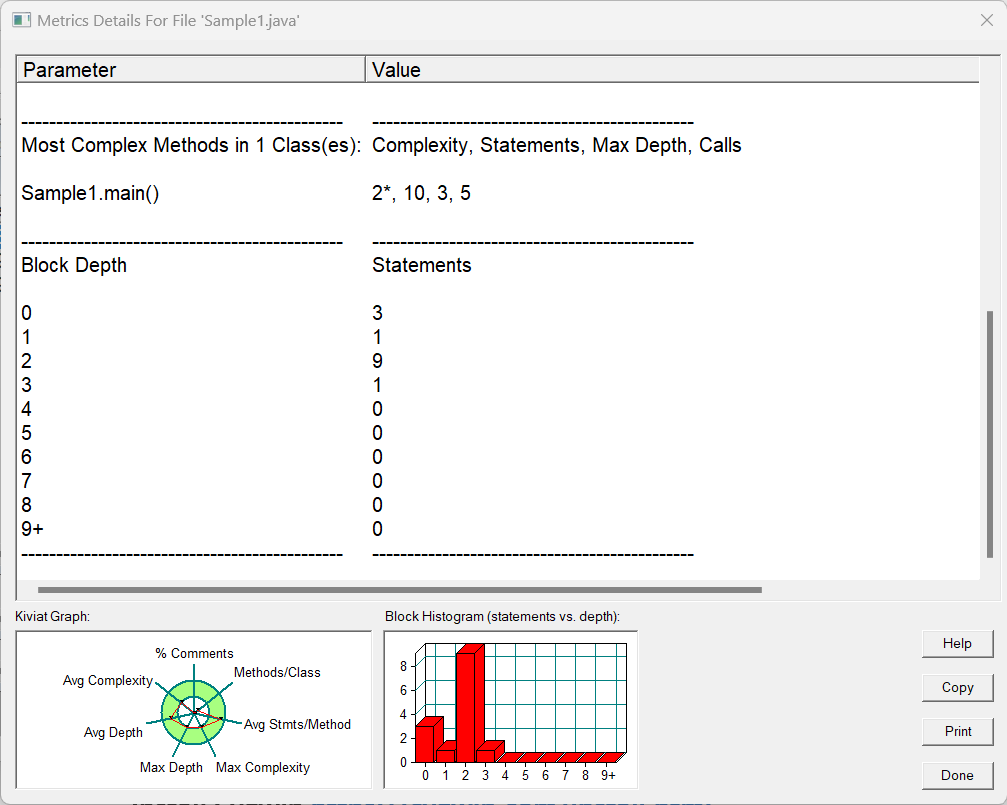 Metrics Details For File 'Sample1.java'
Parameter Value
---------------------------------------------- ----------------------------------------------
Most Complex Methods in 1 Class(es): Complexity, Statements, Max Depth, Calls
Sample1.main() 2*, 10, 3, 5
---------------------------------------------- ----------------------------------------------
Block Depth Statements
0 3
1 1
2 9
3 1
4 0
5 0
6 0
7 0
8 0
9+ 0
---------------------------------------------- ----------------------------------------------
Kiviat Graph:
% Comments
Methods/Class
Avg Complexity
Avg Stmts/Method
Avg Depth
Max Depth
Max Complexity
Block Histogram (statements vs. depth):
8
6
4
2
0
0 1 2 3 4 5 6 7 8 9+
Help
Copy
Print
Done